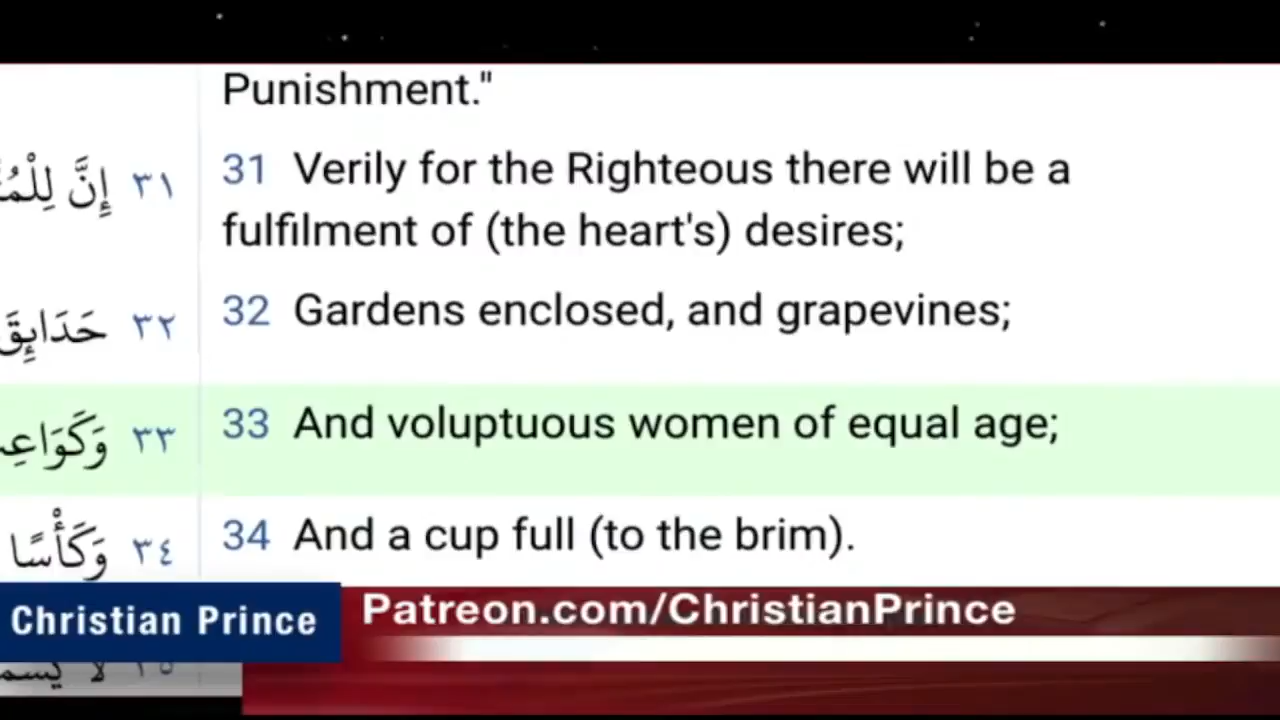 Punishment."
إِنَّ ٣١
31 Verily for the Righteous there will be a
fulfilment of (the heart's) desires;
حَدَايِٕقَ ٣٢
32 Gardens enclosed, and grapevines;
٣٣
33 And voluptuous women of equal age;
وَكَأْسًا ٣٤
34 And a cup full (to the brim).
Christian Prince
Patreon.com/ChristianPrince
لَا